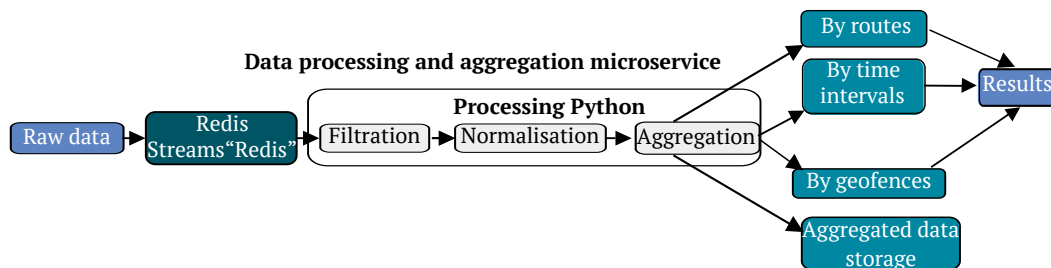 Data processing and aggregation microservice
Processing Python
Raw data
Redis
Streams“Redis”
Filtration
Normalisation
Aggregation
By routes
By time
intervals
By geofences
Aggregated data
storage
Results